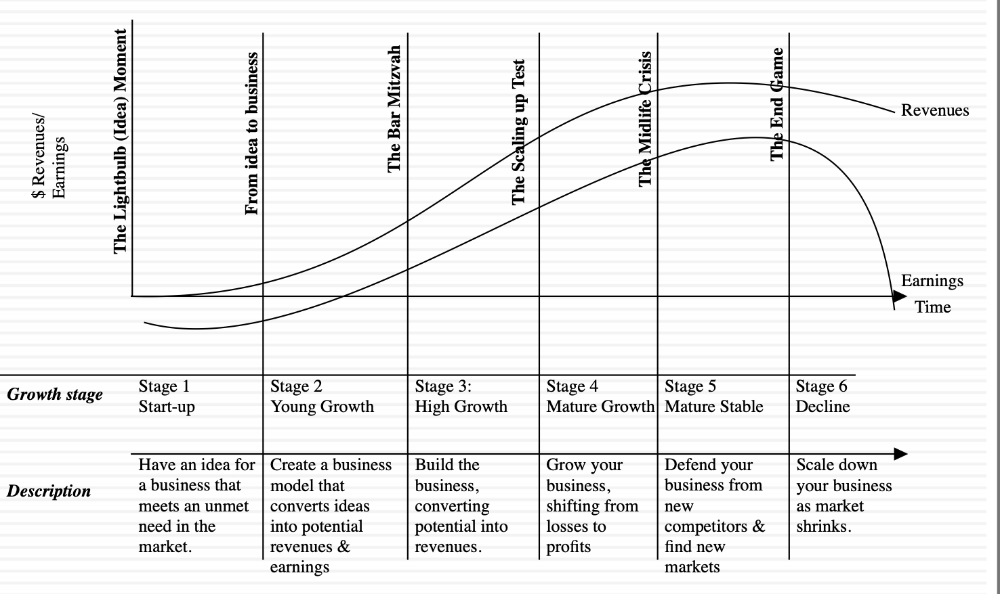 $ Revenues/
Earnings
The Lightbulb (Idea) Moment
From idea to business
The Bar Mitzvah
The Scaling up Test
The Midlife Crisis
The End Game
Revenues
Earnings
Time
Growth stage
Stage 1
Start-up
Stage 2
Young Growth
Stage 3:
High Growth
Stage 4
Mature Growth
Stage 5
Mature Stable
Stage 6
Decline
Description
Have an idea for
a business that
meets an unmet
need in the
market.
Create a business
model that
converts ideas
into potential
revenues &
earnings
Build the
business,
converting
potential into
revenues.
Grow your
business,
shifting from
losses to
profits
Defend your
business from
new
competitors &
find new
markets
Scale down
your business
as market
shrinks.